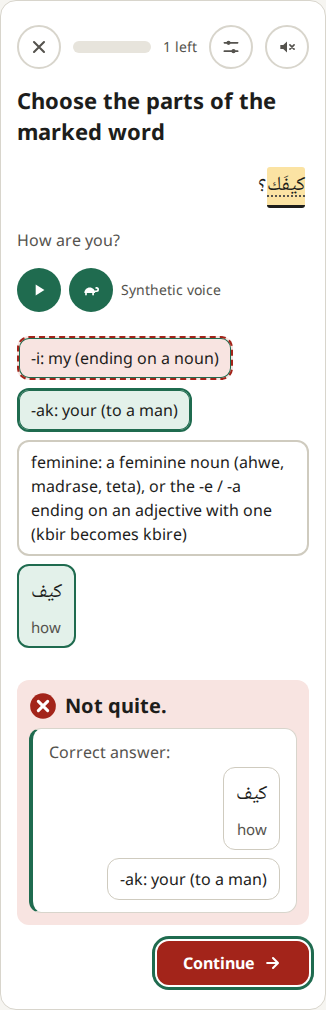 1 left
Choose the parts of the
marked word
كيفَك؟
How are you?
Synthetic voice
-i: my (ending on a noun)
-ak: your (to a man)
feminine: a feminine noun (ahwe,
madrase, teta), or the -e / -a
ending on an adjective with one
(kbir becomes kbire)
كيف
how
Not quite.
Correct answer:
كيف
how
-ak: your (to a man)
Continue